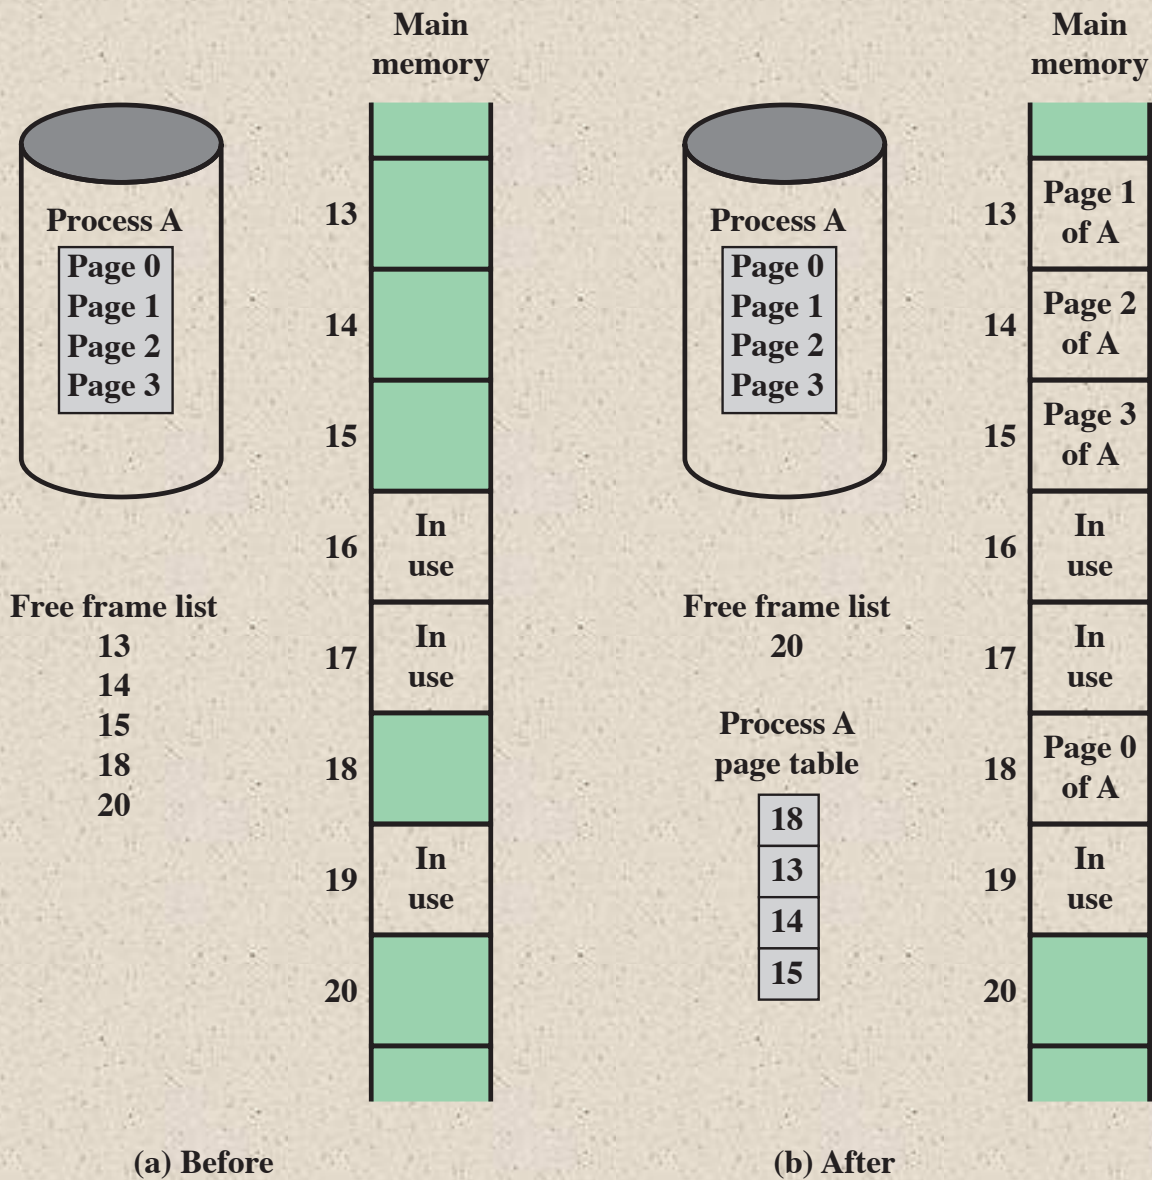 Main
memory
Process A
Page 0
Page 1
Page 2
Page 3
Free frame list
13
14
15
18
20
13
14
15
16
In
use
17
In
use
18
19
In
use
20
(a) Before
Main
memory
Process A
Page 0
Page 1
Page 2
Page 3
Free frame list
20
Process A
page table
18
13
14
15
13
Page 1
of A
14
Page 2
of A
15
Page 3
of A
16
In
use
17
In
use
18
Page 0
of A
19
In
use
20
(b) After